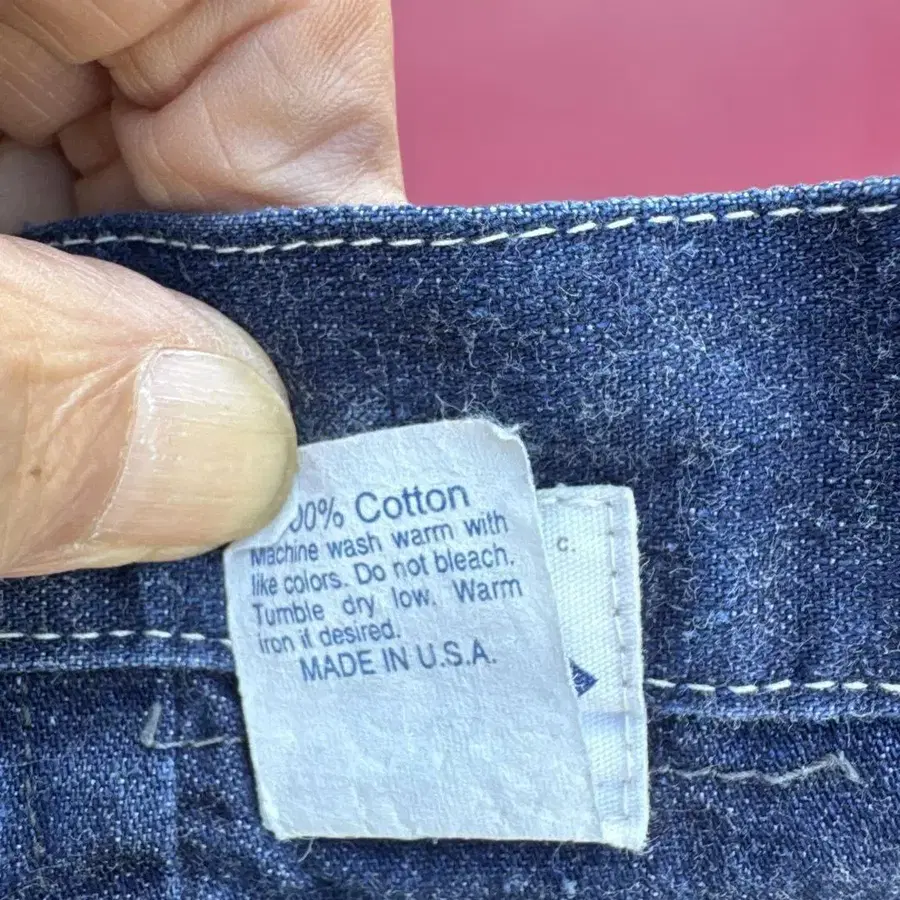 00% Cotton
Machine wash warm with
like colors. Do not bleach.
Tumble dry low. Warm
iron if desired.
MADE IN U.S.A.
c.